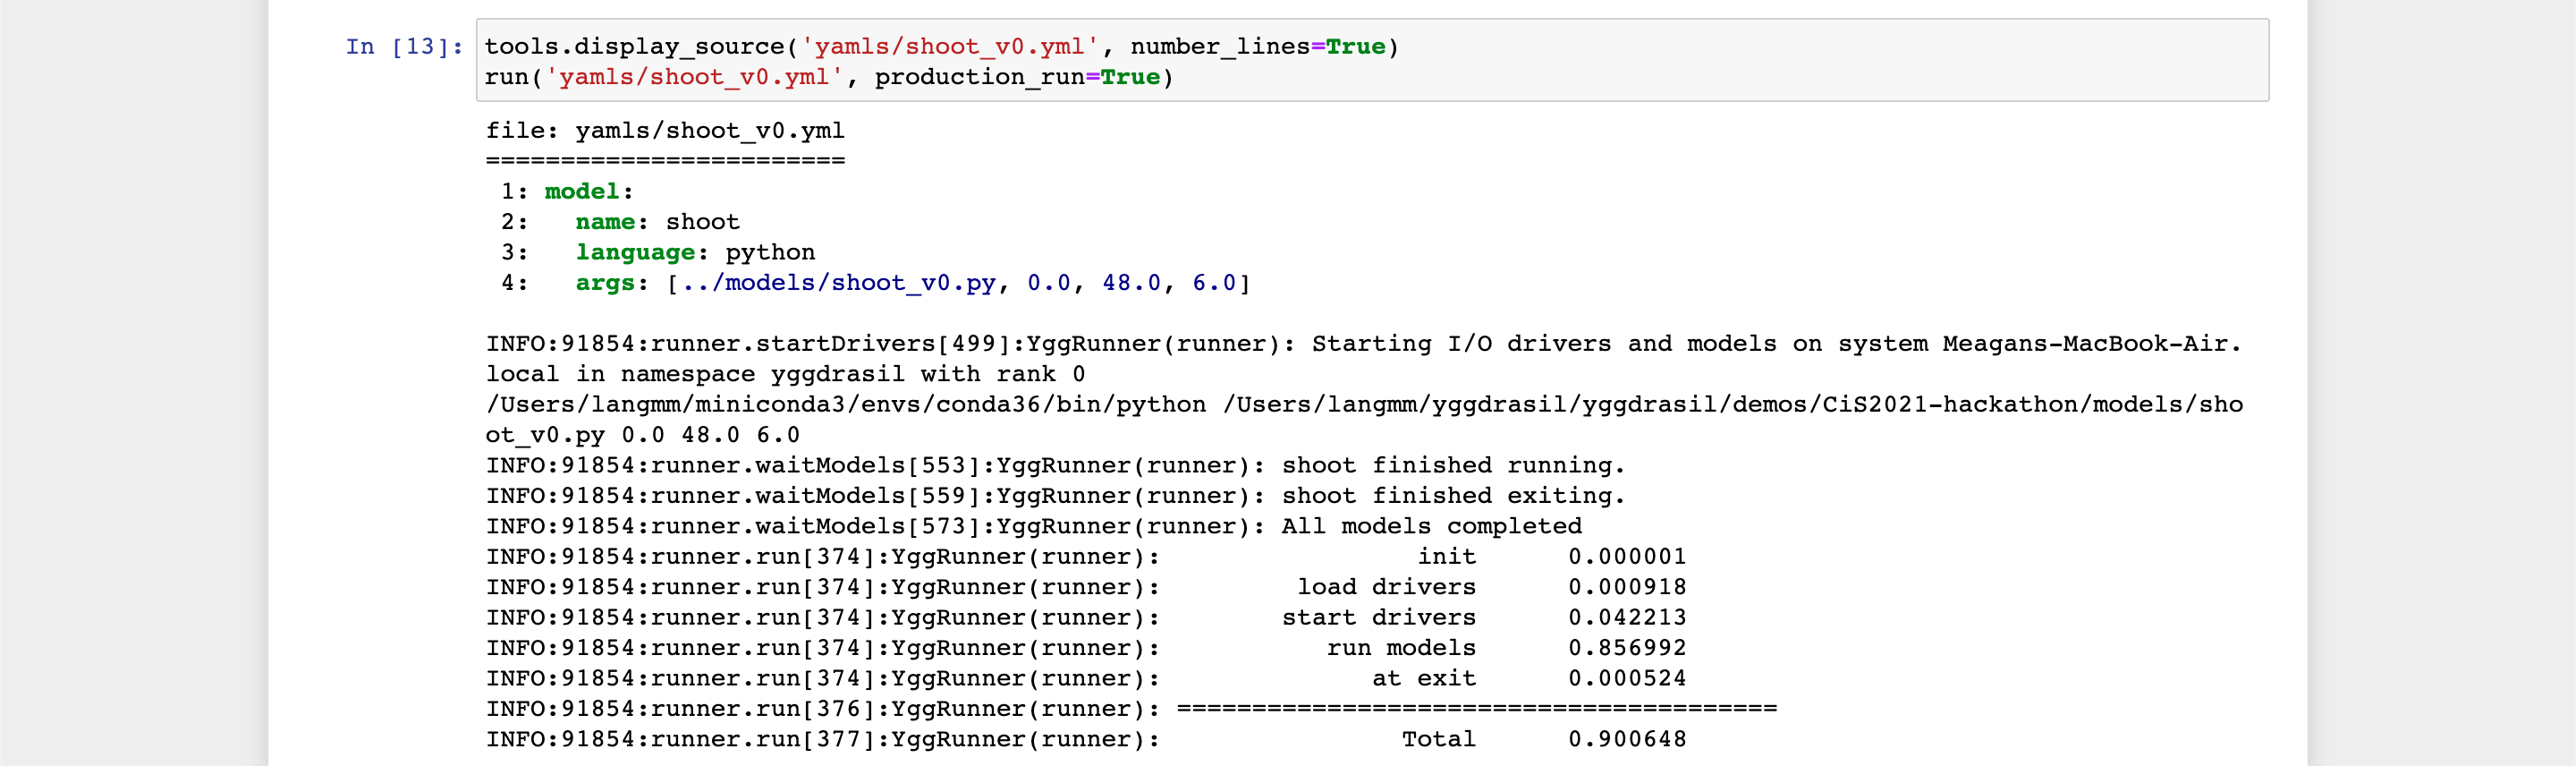 In [13]: tools.display_source('yamls/shoot_v0.yml', number_lines=True)
run('yamls/shoot_v0.yml', production_run=True)
file: yamls/shoot_v0.yml
========================
1: model:
2:   name: shoot
3:   language: python
4:   args: [../models/shoot_v0.py, 0.0, 48.0, 6.0]
INFO:91854:runner.startDrivers[499]:YggRunner(runner): Starting I/O drivers and models on system Meagans-MacBook-Air.
local in namespace yggdrasil with rank 0
/Users/langmm/miniconda3/envs/conda36/bin/python /Users/langmm/yggdrasil/yggdrasil/demos/CiS2021-hackathon/models/sho
ot_v0.py 0.0 48.0 6.0
INFO:91854:runner.waitModels[553]:YggRunner(runner): shoot finished running.
INFO:91854:runner.waitModels[559]:YggRunner(runner): shoot finished exiting.
INFO:91854:runner.waitModels[573]:YggRunner(runner): All models completed
INFO:91854:runner.run[374]:YggRunner(runner):                 init      0.000001
INFO:91854:runner.run[374]:YggRunner(runner):         load drivers      0.000918
INFO:91854:runner.run[374]:YggRunner(runner):        start drivers      0.042213
INFO:91854:runner.run[374]:YggRunner(runner):           run models      0.856992
INFO:91854:runner.run[374]:YggRunner(runner):              at exit      0.000524
INFO:91854:runner.run[376]:YggRunner(runner): ========================================
INFO:91854:runner.run[377]:YggRunner(runner):                Total      0.900648